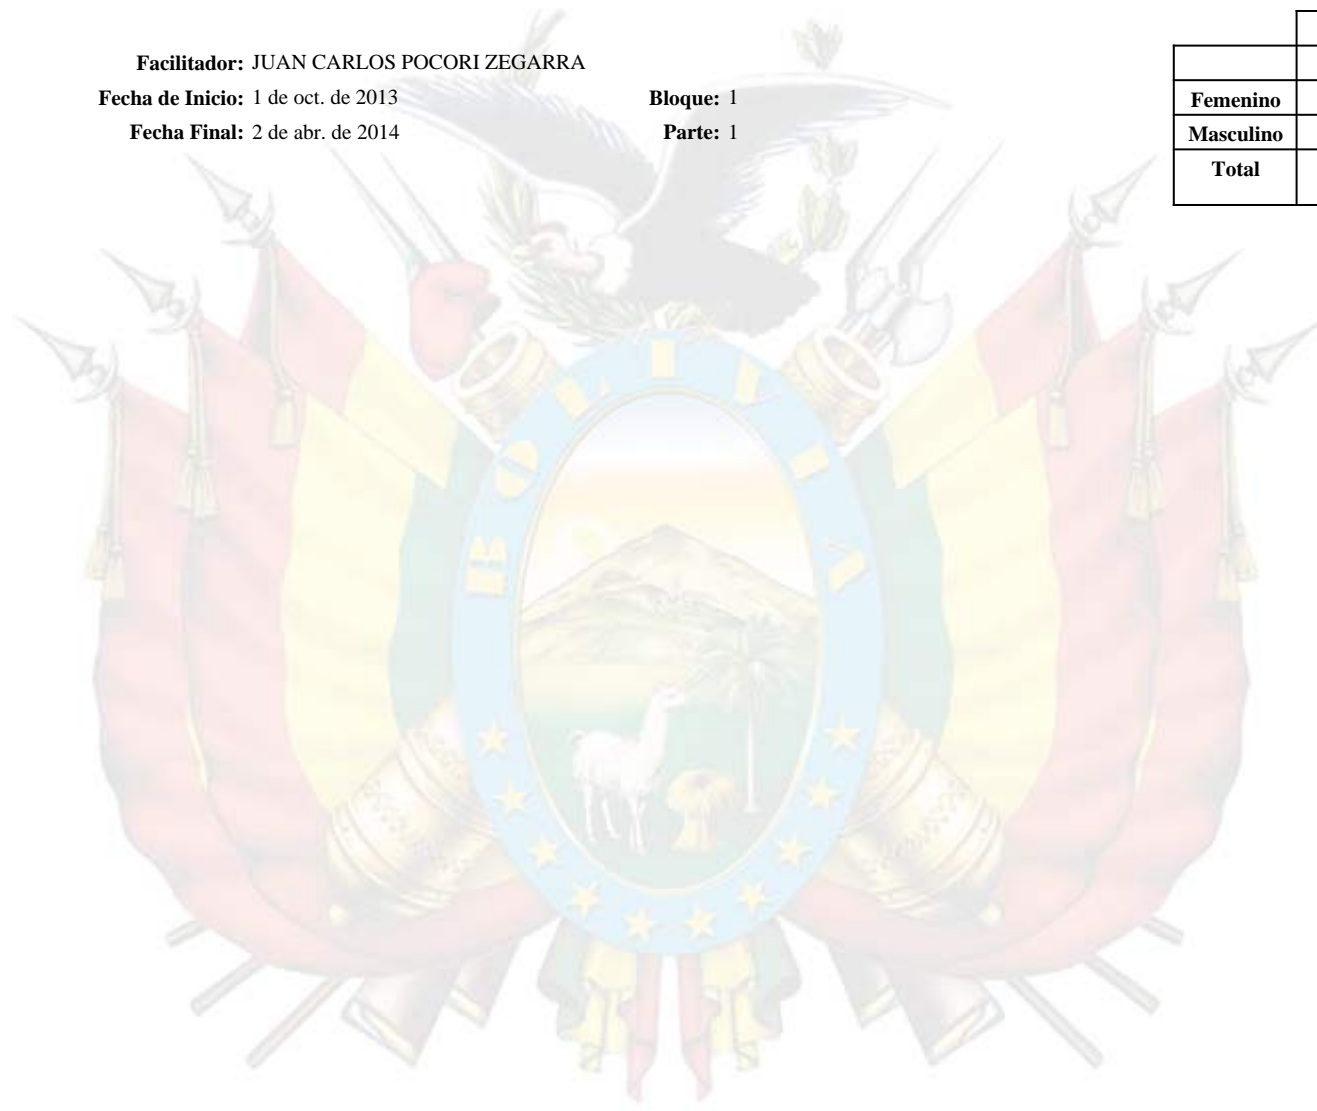 Facilitador: JUAN CARLOS POCORI ZEGARRA
Fecha de Inicio: 1 de oct. de 2013 Bloque: 1
Fecha Final: 2 de abr. de 2014 Parte: 1
Femenino
Masculino
Total
BOLIVIA